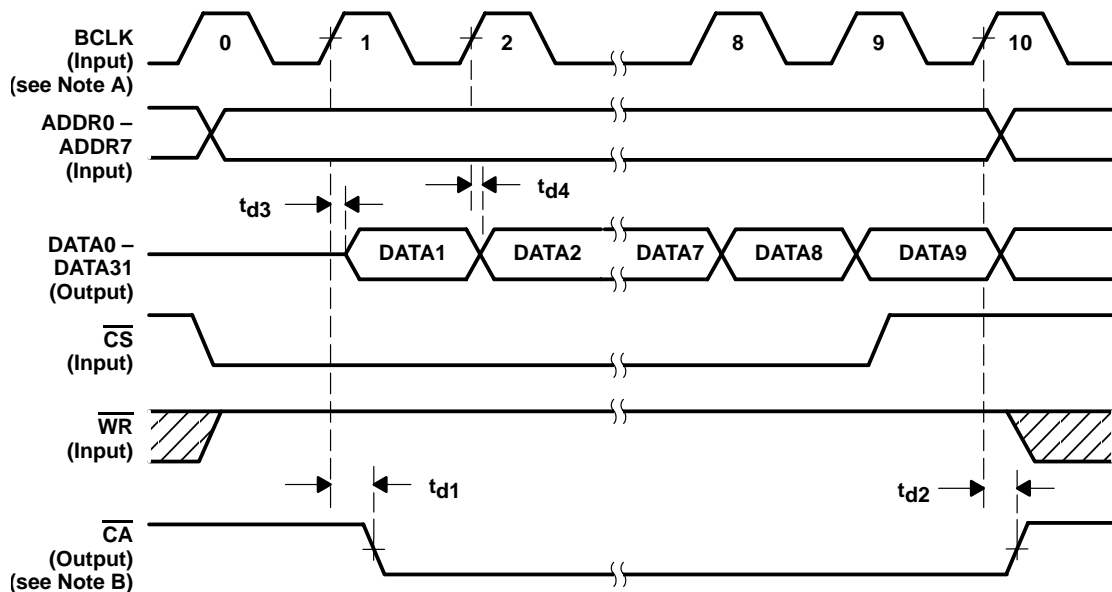 BCLK
(Input)
(see Note A)
0 1 2 8 9 10
ADDR0 –
ADDR7
(Input)
td3
td4
DATA0 –
DATA31
(Output)
DATA1 DATA2 DATA7 DATA8 DATA9
CS
(Input)
WR
(Input)
td1
td2
CA
(Output)
(see Note B)